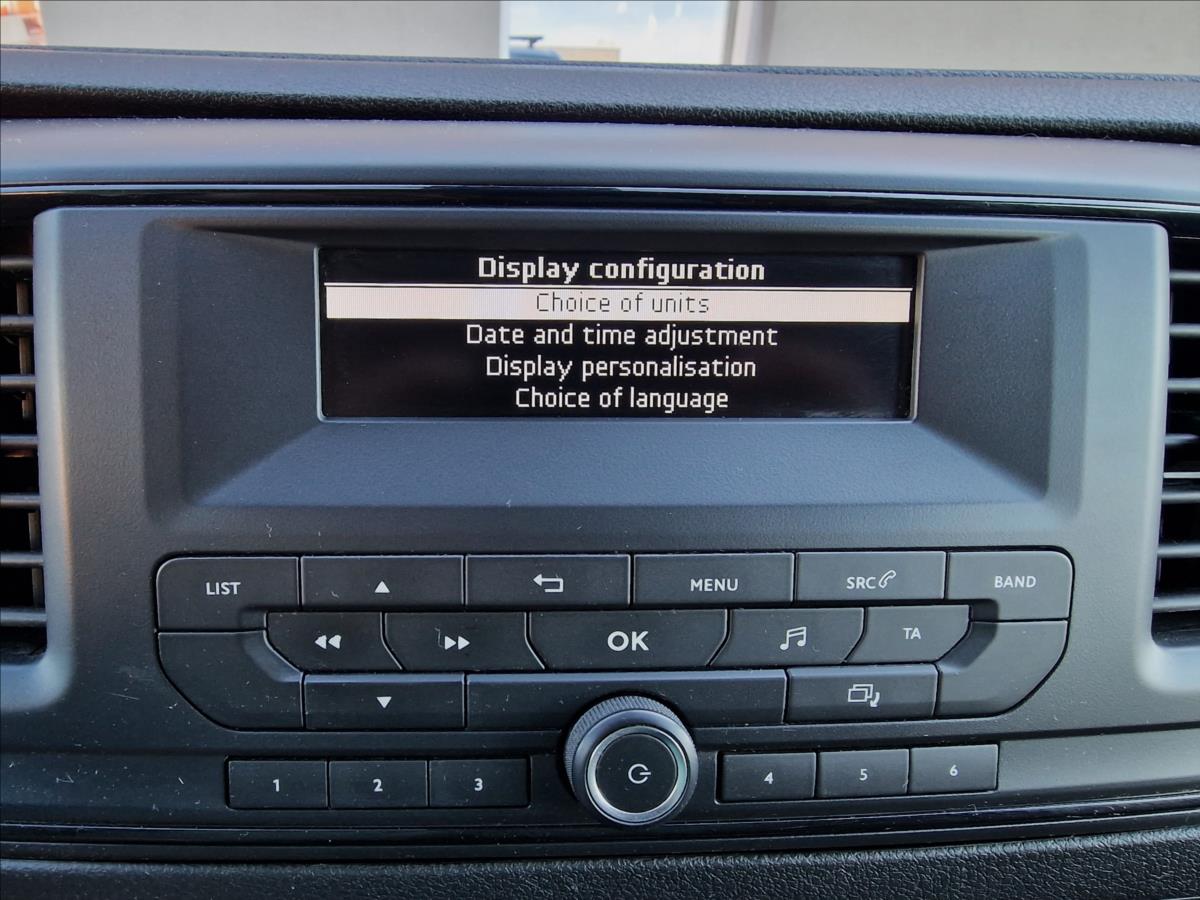 Display configuration
Choice of units
Date and time adjustment
Display personalisation
Choice of language
LIST
MENU
SRC
BAND
OK
TA
1
2
3
4
5
6